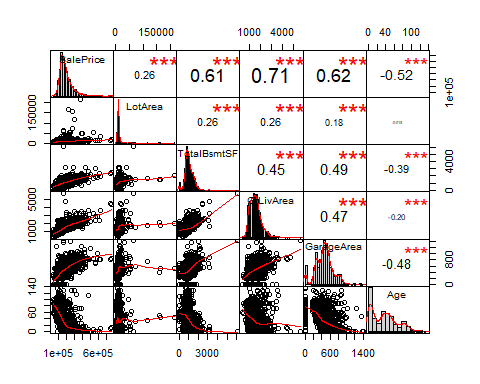 0 150000 1000 4000 0 40 80
SalePrice *** 0.26 *** 0.61 *** 0.71 *** 0.62 *** -0.52 1e+05
0 150000 LotArea *** 0.26 *** 0.26 *** 0.18
TotalBsmtSF *** 0.45 *** 0.49 *** -0.39 0 4000
1000 5000 LivArea *** 0.47 *** -0.20
GarageArea *** -0.48 0 800
0 60 140 Age
1e+05 6e+05 0 3000 0 600 1400